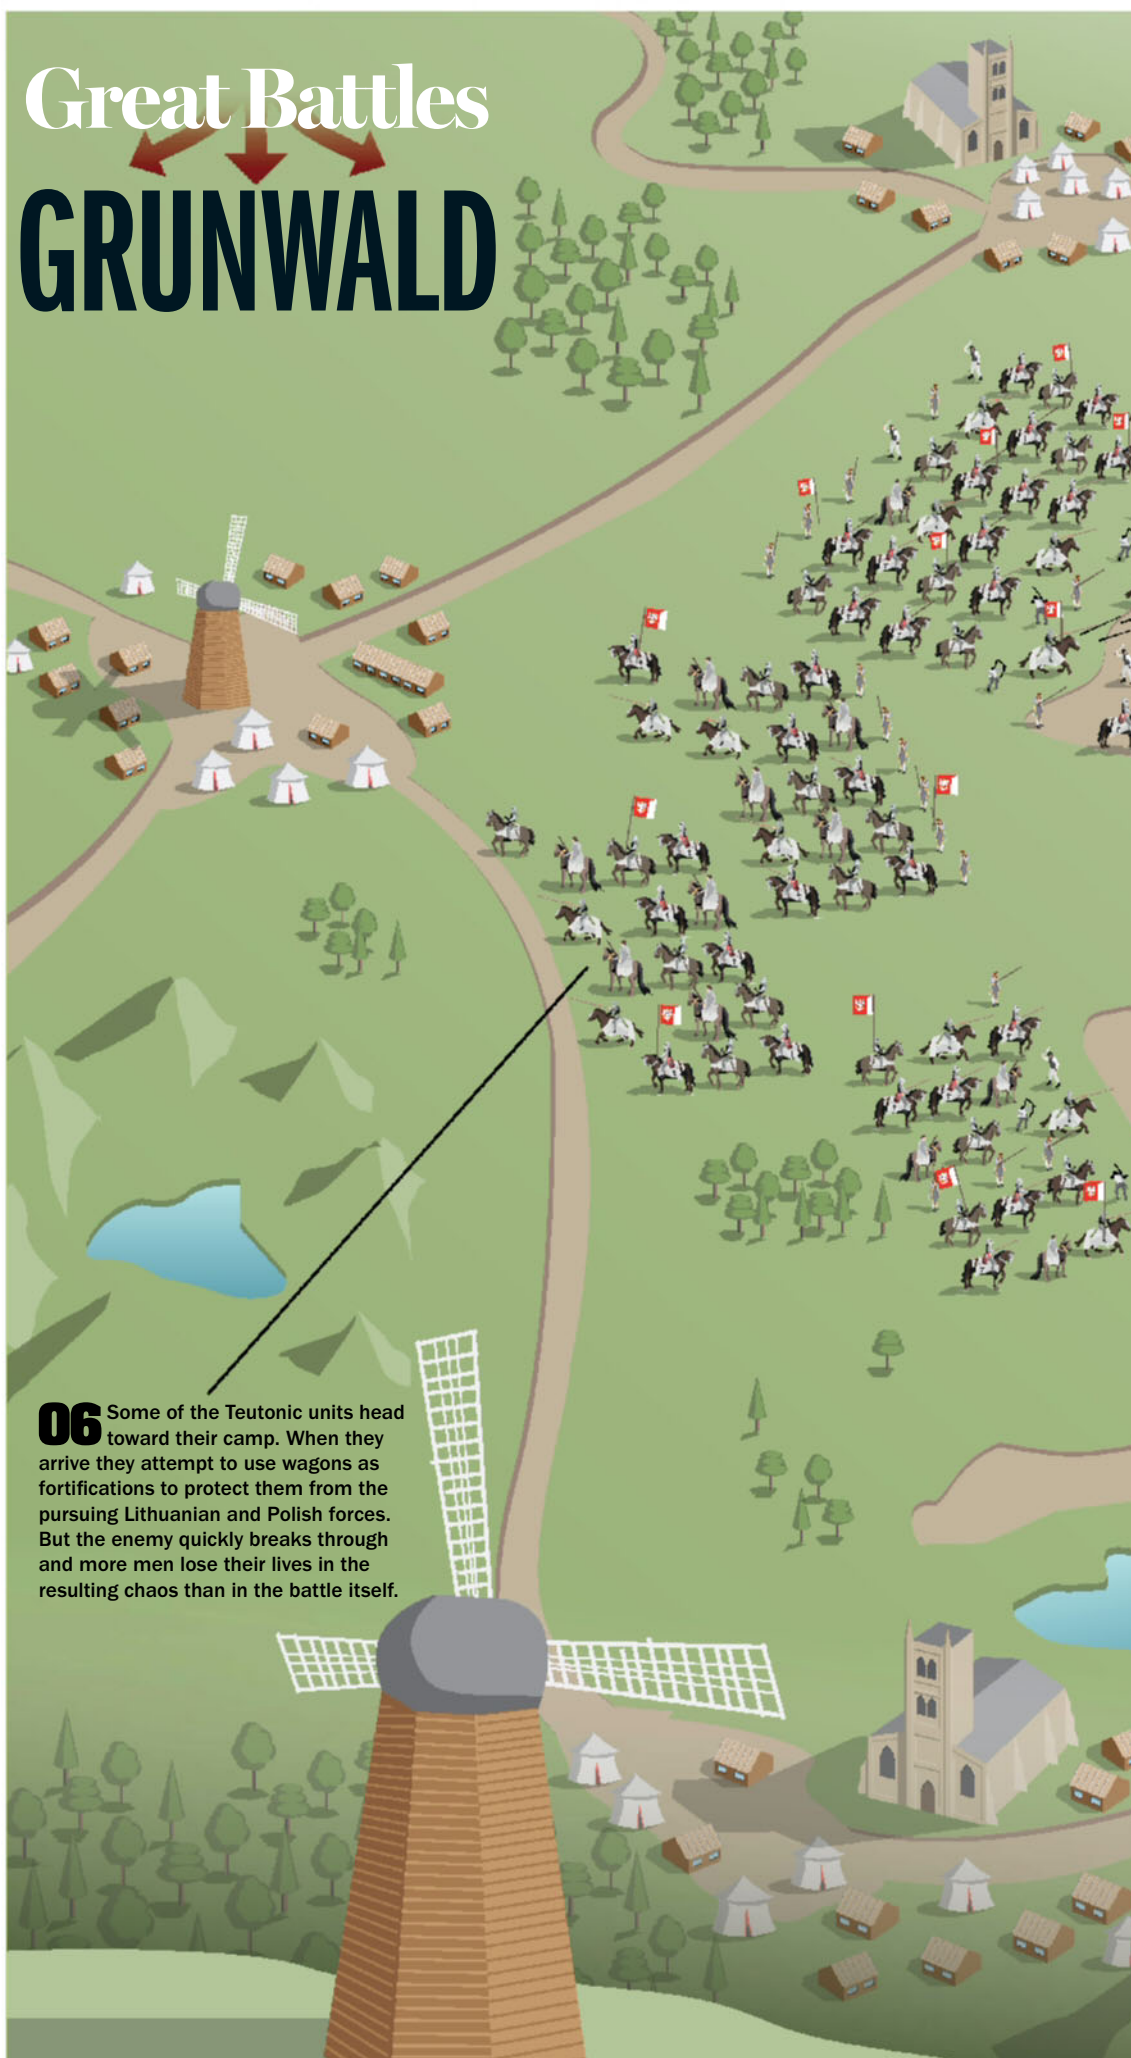 Great Battles
GRUNWALD
06 Some of the Teutonic units head
toward their camp. When they
arrive they attempt to use wagons as
fortifications to protect them from the
pursuing Lithuanian and Polish forces.
But the enemy quickly breaks through
and more men lose their lives in the
resulting chaos than in the battle itself.